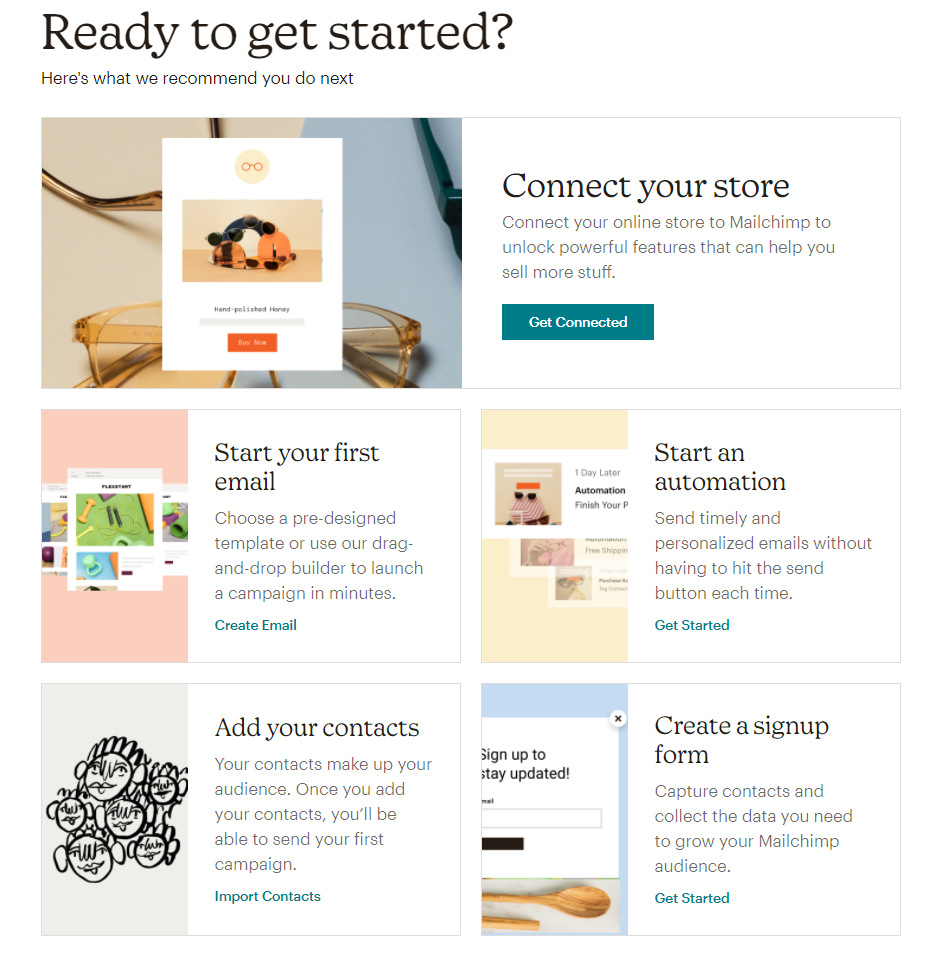 Ready to get started?
Here's what we recommend you do next
Hand-polished Honey
Buy Now
Connect your store
Connect your online store to Mailchimp to
unlock powerful features that can help you
sell more stuff.
Get Connected
FLEXSTART
Start your first
email
Choose a pre-designed
template or use our drag-
and-drop builder to launch
a campaign in minutes.
Create Email
1 Day Later
Automation
Finish Your P
Automation
Free Shippin
Purchase
Tag Contac
Start an
automation
Send timely and
personalized emails without
having to hit the send
button each time.
Get Started
Add your contacts
Your contacts make up your
audience. Once you add
your contacts, you’ll be
able to send your first
campaign.
Import Contacts
Sign up to
stay updated!
mail
Create a signup
form
Capture contacts and
collect the data you need
to grow your Mailchimp
audience.
Get Started